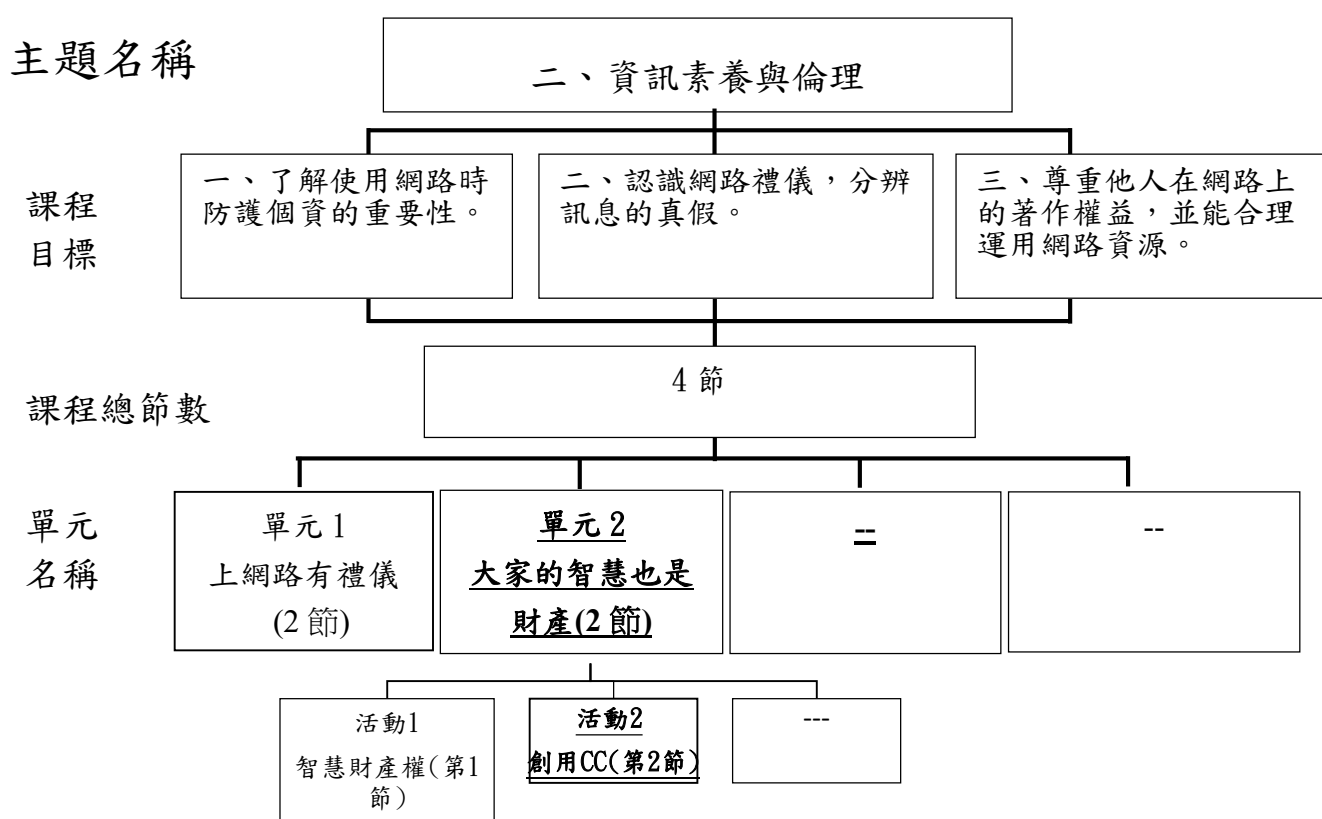 主題名稱
二、資訊素養與倫理
課程
目標
一、了解使用網路時
防護個資的重要性。
二、認識網路禮儀，分辨
訊息的真假。
三、尊重他人在網路上
的著作權益，並能合理
運用網路資源。
課程總節數
4 節
單元
名稱
單元 1
上網路有禮儀
(2 節)
單元 2
大家的智慧也是
財產(2 節)
--
--
活動1
智慧財產權(第1
節)
活動2
創用CC(第2節)
---